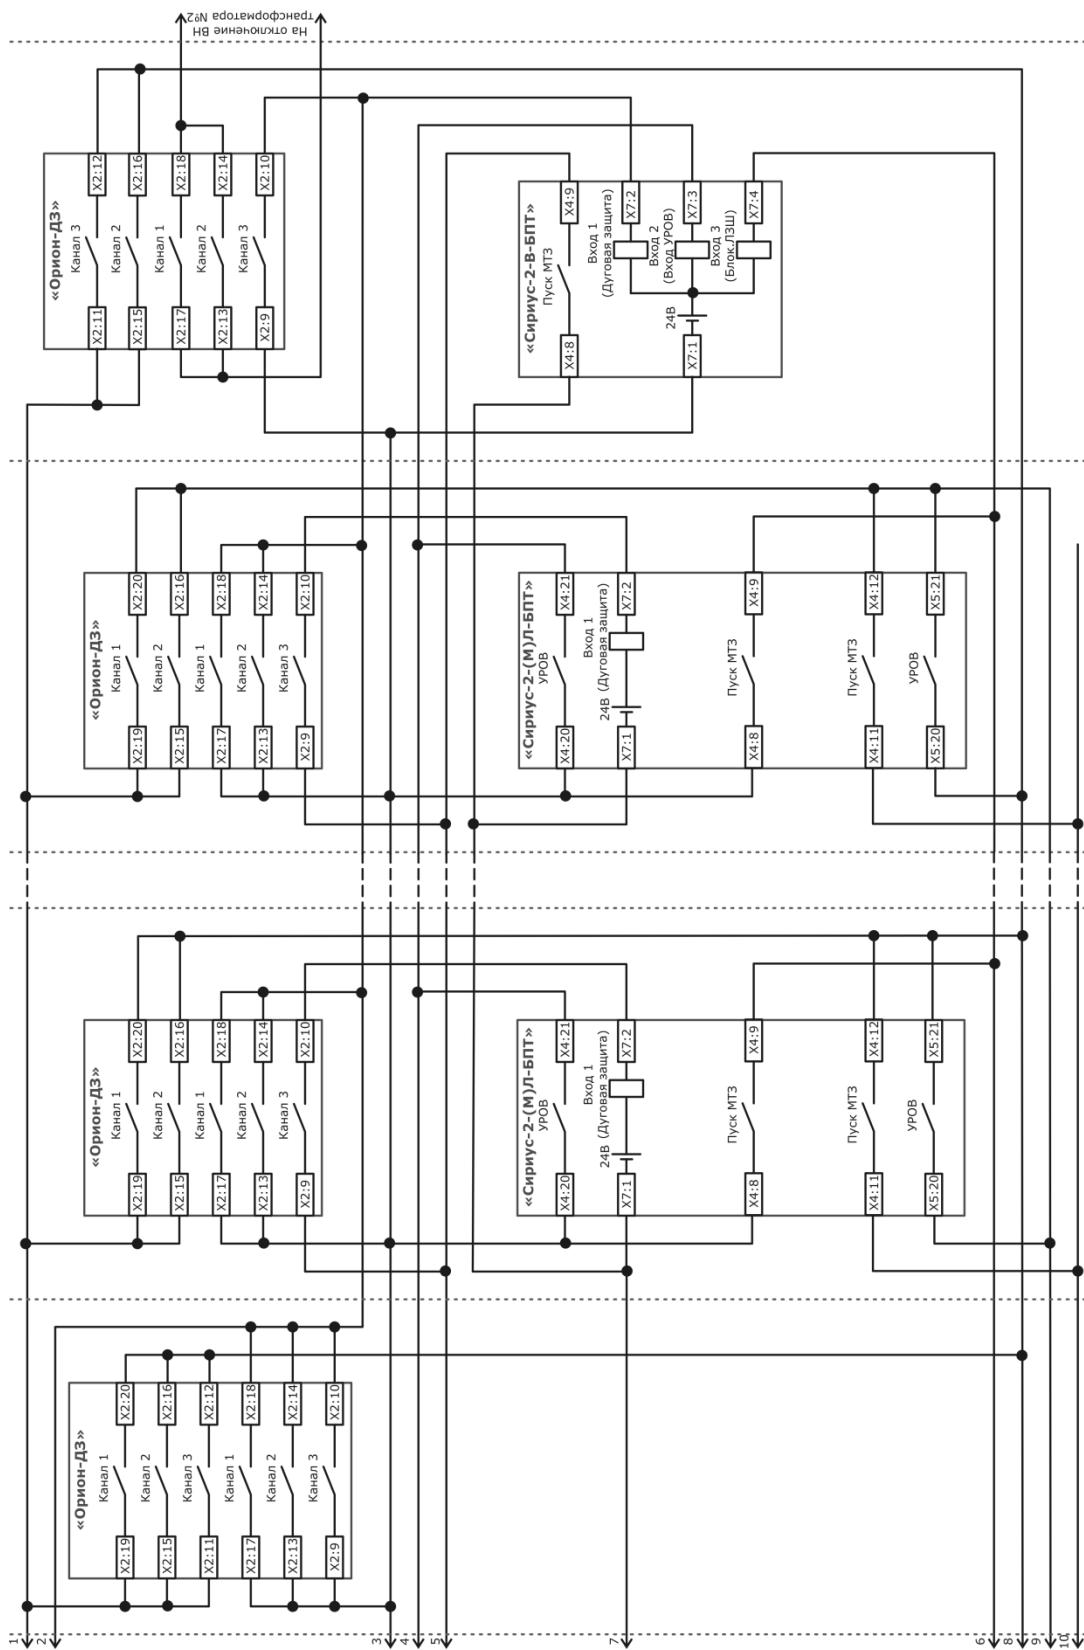 На отключение ВН
трансформатора №2
«Орион-ДЗ»
Канал 3
X2:11
X2:12
Канал 2
X2:15
X2:16
Канал 1
X2:17
X2:18
Канал 2
X2:13
X2:14
Канал 3
X2:9
X2:10
«Сириус-2-В-БПТ»
Пуск МТЗ
X4:8
X4:9
Вход 1
(Дуговая защита)
X7:2
Вход 2
(Вход УРОВ)
24В
X7:1
X7:3
Вход 3
(Блок.ЛЗШ)
X7:4
«Орион-ДЗ»
Канал 1
X2:19
X2:20
Канал 2
X2:15
X2:16
Канал 1
X2:17
X2:18
Канал 2
X2:13
X2:14
Канал 3
X2:9
X2:10
«Сириус-2-(М)Л-БПТ»
УРОВ
X4:20
X4:21
Вход 1
24В (Дуговая защита)
X7:1
X7:2
Пуск МТЗ
X4:8
X4:9
Пуск МТЗ
X4:11
X4:12
УРОВ
X5:20
X5:21
«Орион-ДЗ»
Канал 1
X2:19
X2:20
Канал 2
X2:15
X2:16
Канал 1
X2:17
X2:18
Канал 2
X2:13
X2:14
Канал 3
X2:9
X2:10
«Сириус-2-(М)Л-БПТ»
УРОВ
X4:20
X4:21
Вход 1
24В (Дуговая защита)
X7:1
X7:2
Пуск МТЗ
X4:8
X4:9
Пуск МТЗ
X4:11
X4:12
УРОВ
X5:20
X5:21
«Орион-ДЗ»
Канал 1
X2:19
X2:20
Канал 2
X2:15
X2:16
Канал 3
X2:11
X2:12
Канал 1
X2:17
X2:18
Канал 2
X2:13
X2:14
Канал 3
X2:9
X2:10
1
2
3
4
5
7
6
8
9
10